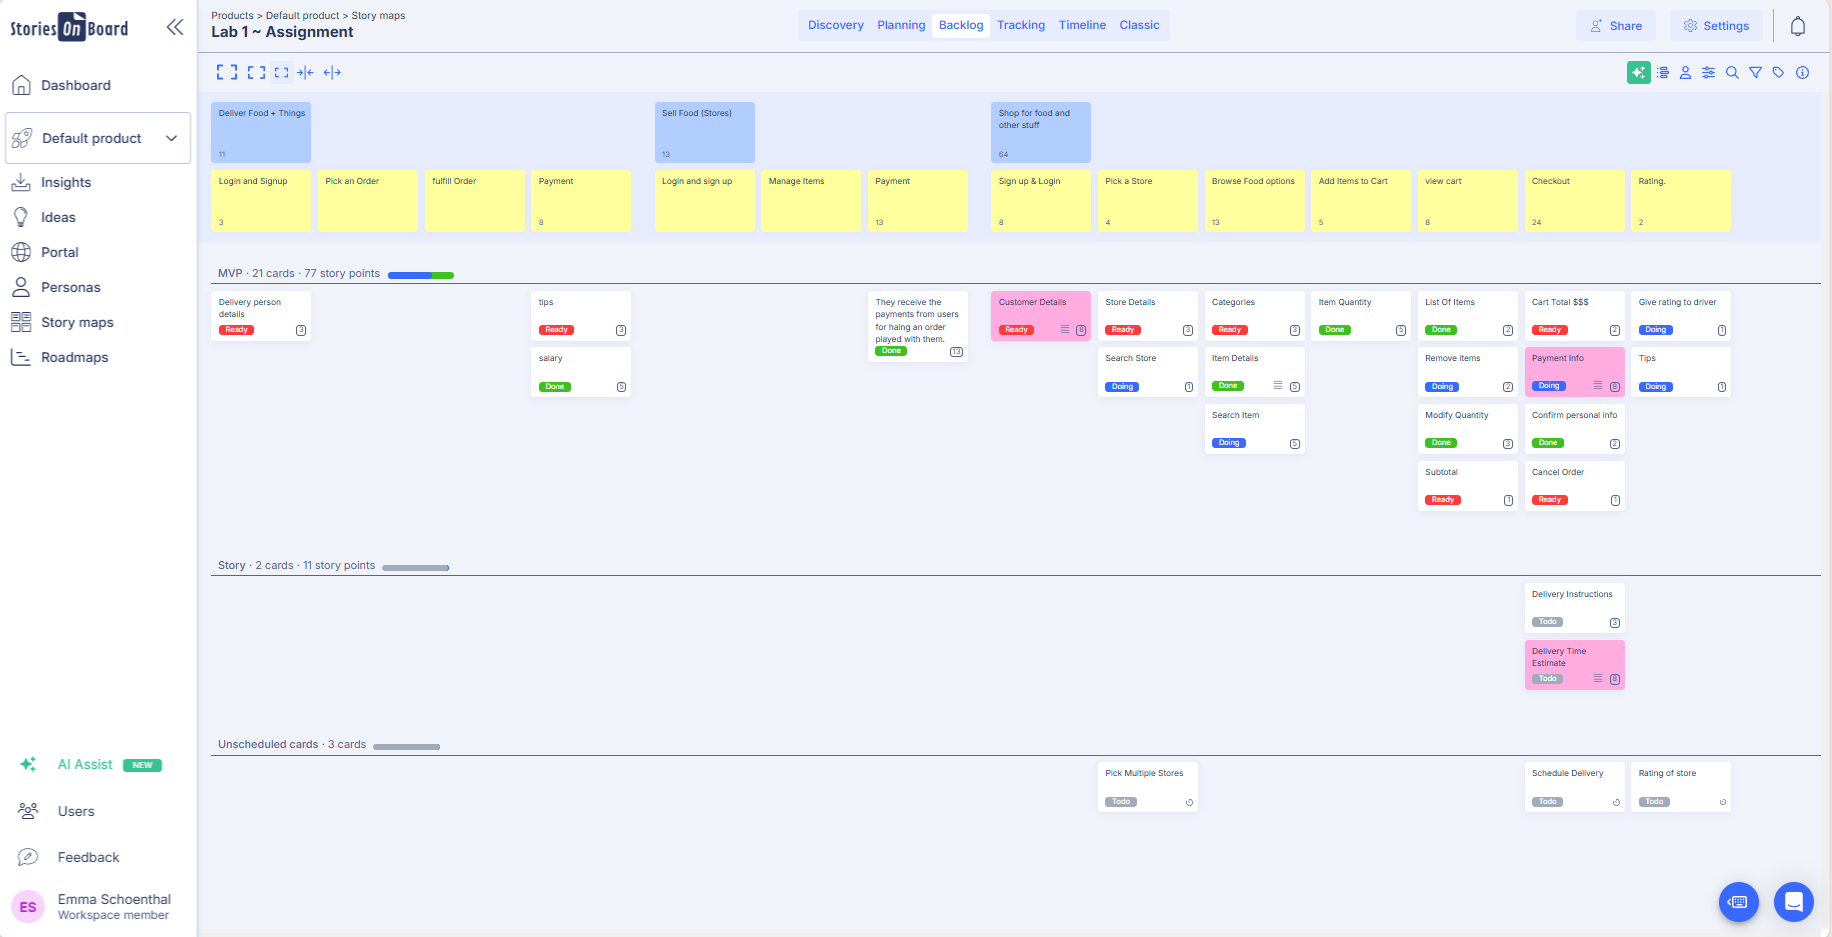 Stories On Board
Products > Default product > Story maps
Lab 1 ~ Assignment
Discovery
Planning
Backlog
Tracking
Timeline
Classic
Share
Settings
Dashboard
Default product
Insights
Ideas
Portal
Personas
Story maps
Roadmaps
AI Assist
NEW
Users
Feedback
ES
Emma Schoenthal
Workspace member
Deliver Food + Things
11
Sell Food (Stores)
13
Shop for food and
other stuff
64
Login and Signup
3
Pick an Order
fulfill Order
Payment
8
Login and sign up
Manage Items
Payment
13
Sign up & Login
8
Pick a Store
4
Browse Food options
13
Add Items to Cart
5
view cart
8
Checkout
24
Rating.
2
MVP · 21 cards · 77 story points
Delivery person
details
Ready
3
tips
Ready
3
salary
Done
5
They receive the
payments from users
for haing an order
played with them.
Done
13
Customer Details
Ready
8
Store Details
Ready
3
Search Store
Doing
1
Categories
Ready
3
Item Details
Done
5
Search Item
Doing
5
Item Quantity
Done
5
List Of Items
Done
2
Remove items
Doing
2
Modify Quantity
Done
3
Subtotal
Ready
1
Cart Total $$$
Ready
2
Payment Info
Doing
8
Confirm personal info
Done
2
Cancel Order
Ready
1
Give rating to driver
Doing
1
Tips
Doing
1
Story · 2 cards · 11 story points
Delivery Instructions
Todo
3
Delivery Time
Estimate
Todo
8
Unscheduled cards · 3 cards
Pick Multiple Stores
Todo
Schedule Delivery
Todo
Rating of store
Todo